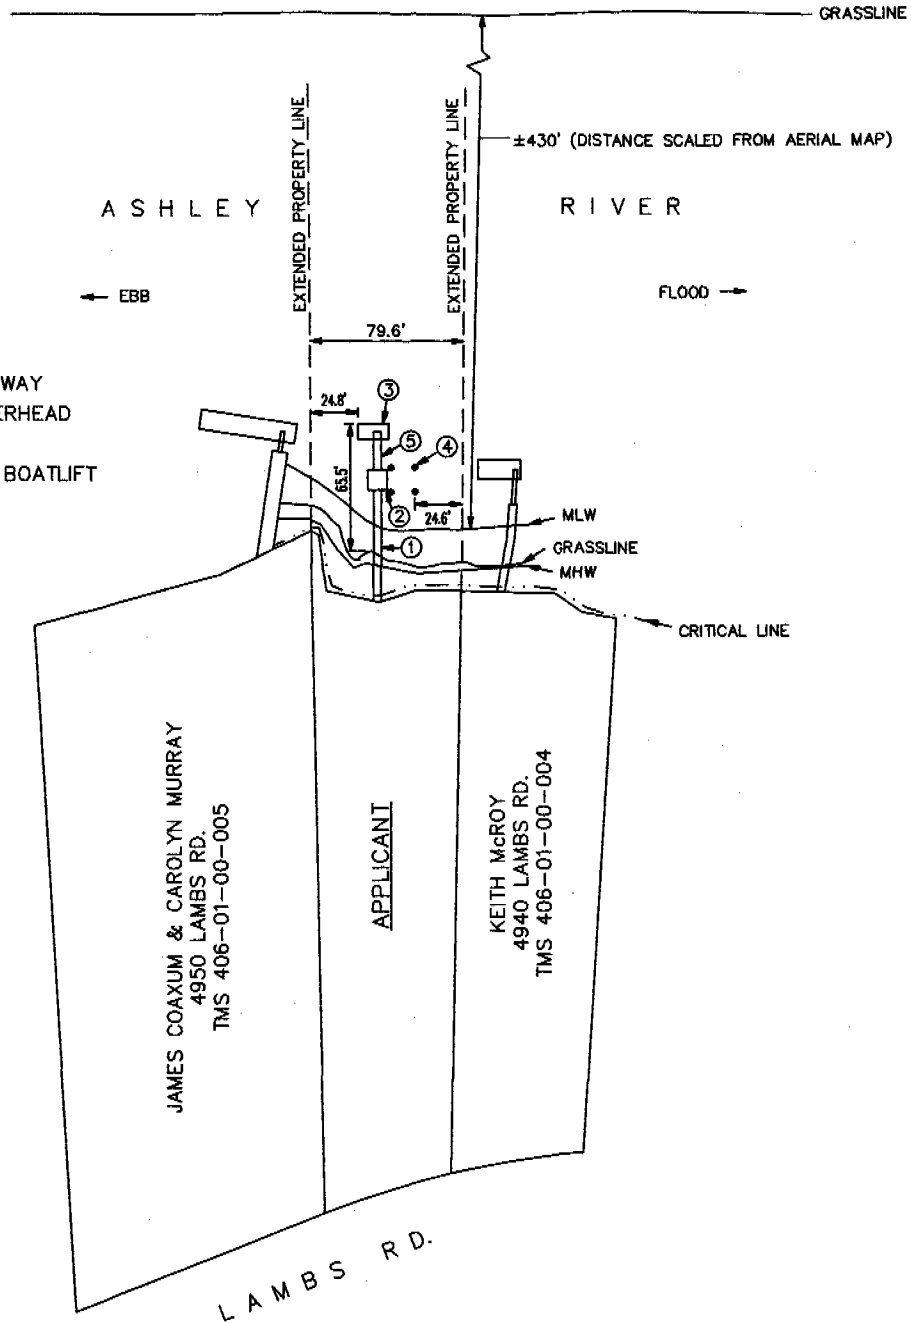 GRASSLINE
±430' (DISTANCE SCALED FROM AERIAL MAP)
EXTENDED PROPERTY LINE
EXTENDED PROPERTY LINE
ASHLEY RIVER
EBB
FLOOD
79.6'
WAY
ERHEAD
BOATLIFT
24.8'
3
5
4
65.5'
2
24.6'
1
MLW
GRASSLINE
MHW
CRITICAL LINE
JAMES COAXUM & CAROLYN MURRAY
4950 LAMBS RD.
TMS 406-01-00-005
APPLICANT
KEITH McROY
4940 LAMBS RD.
TMS 406-01-00-004
LAMBS RD.